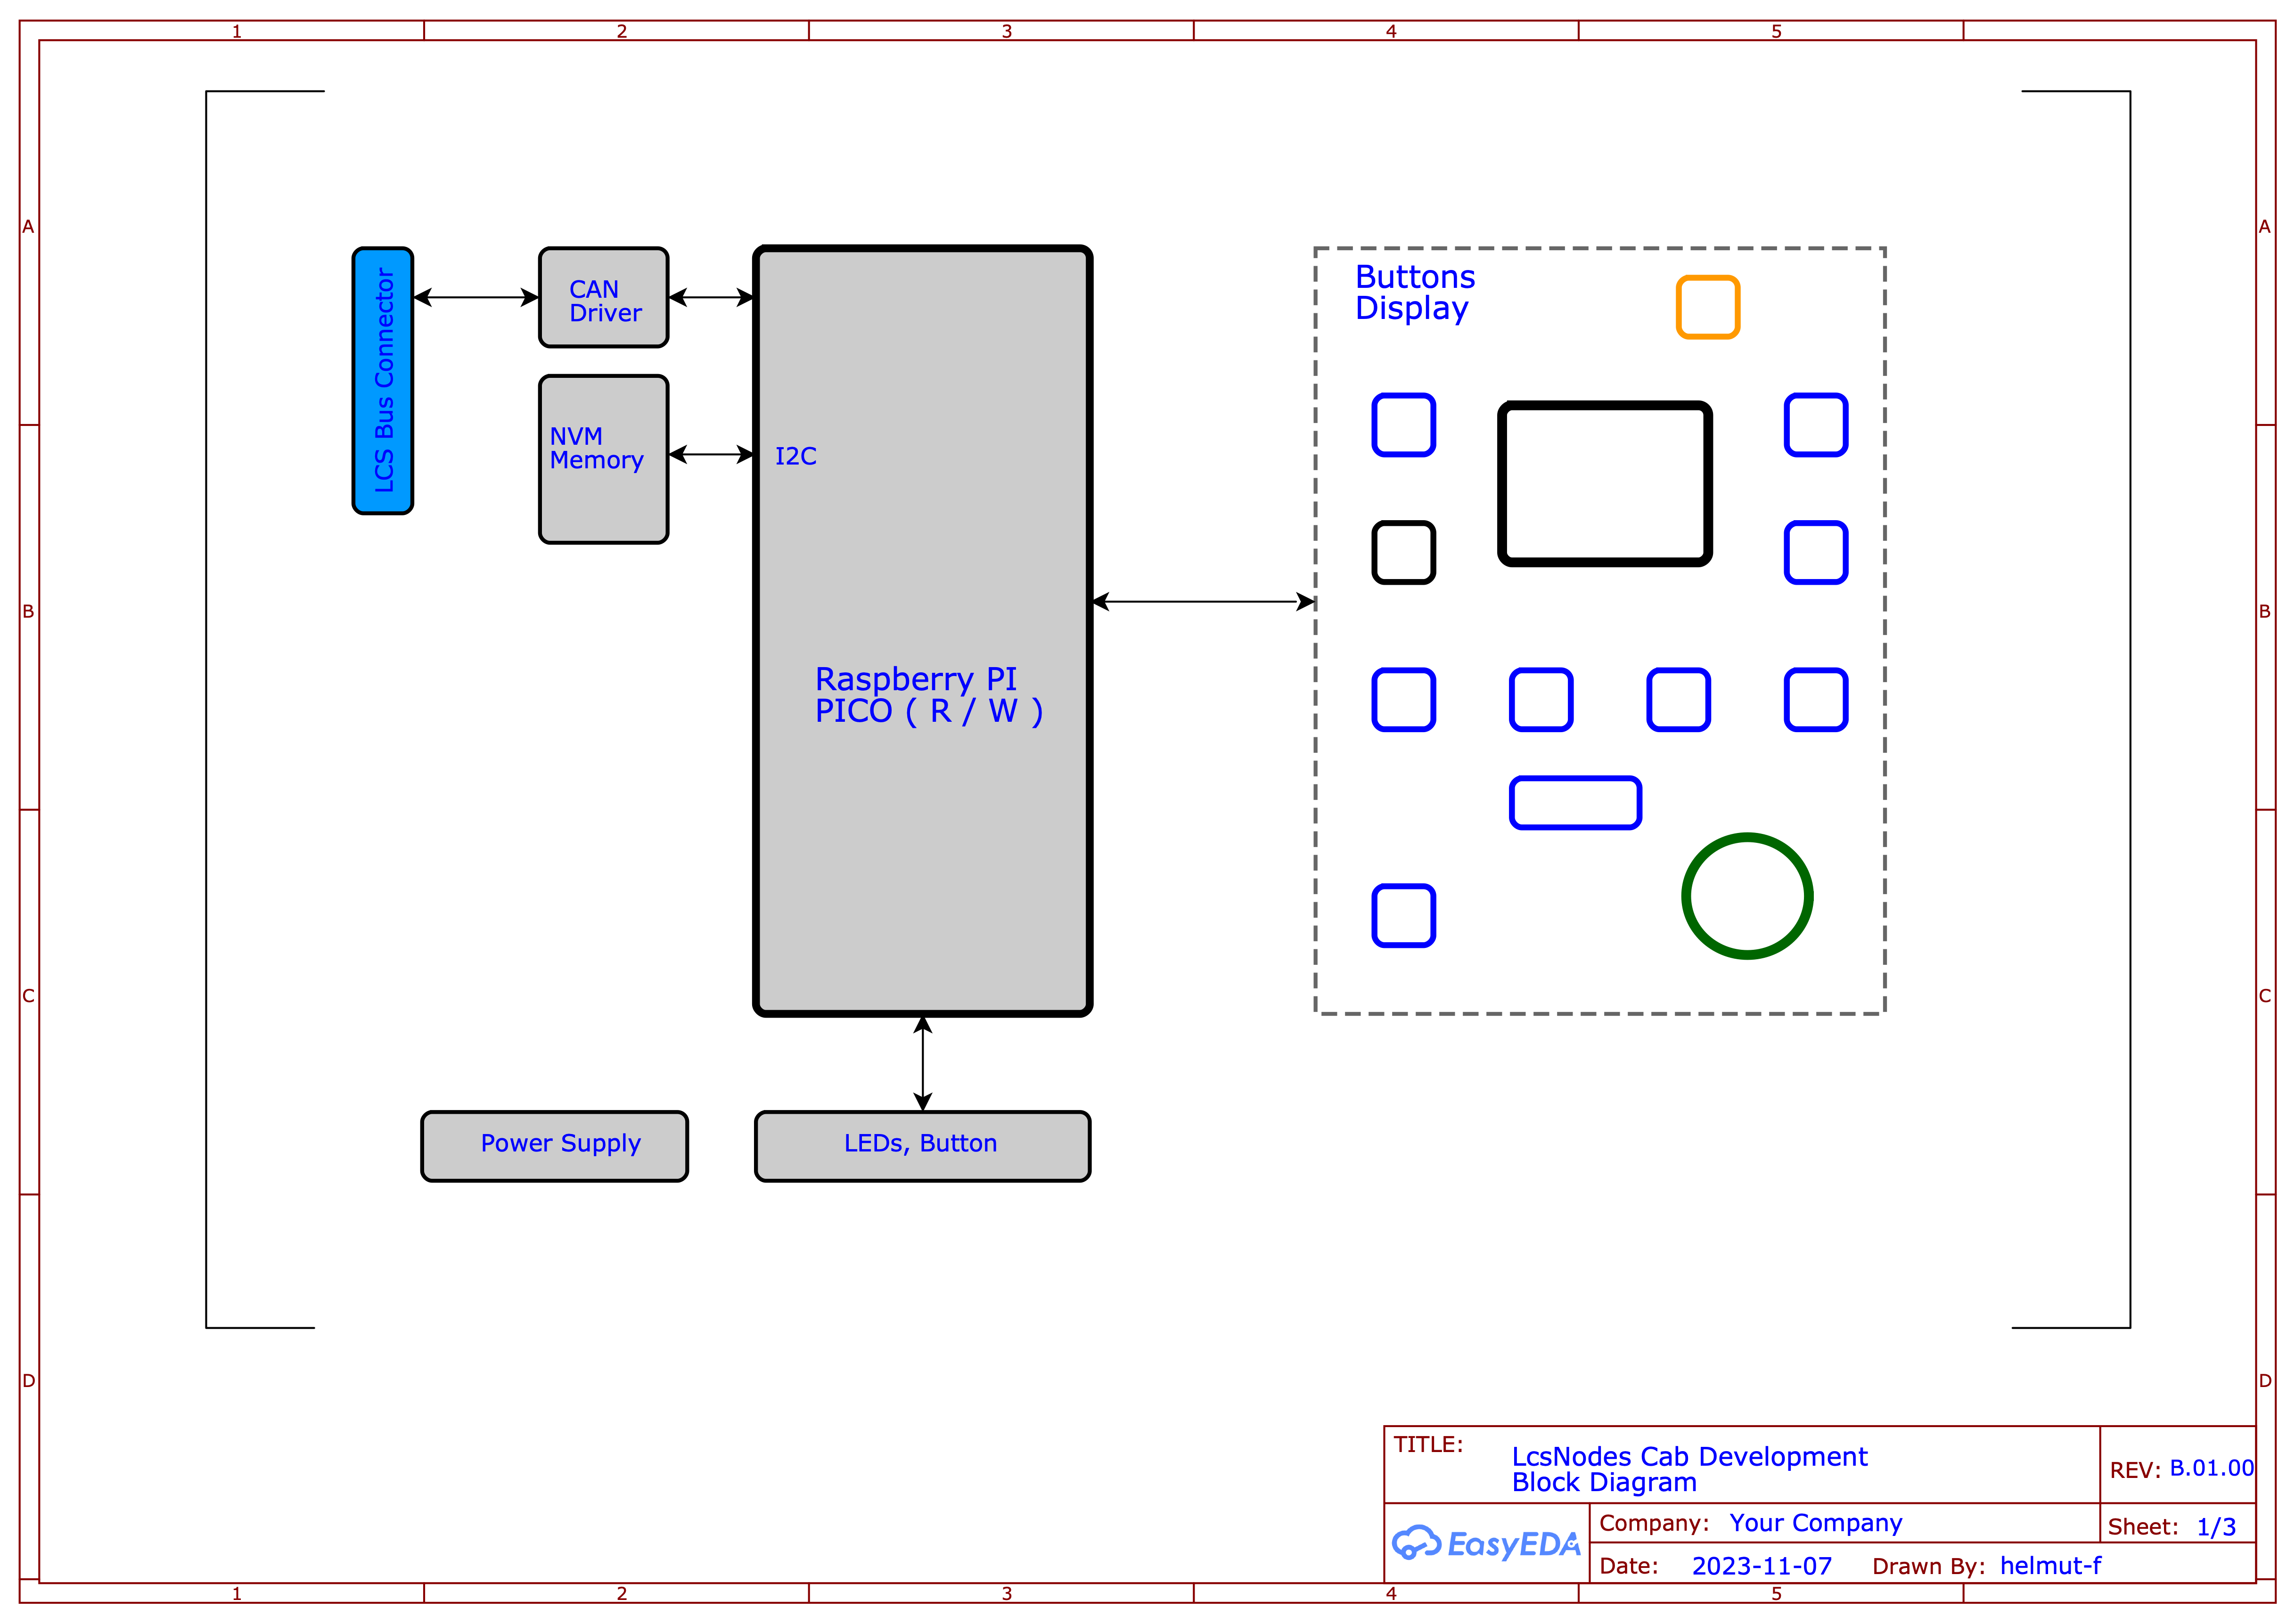 1 2 3 4 5
A A
LCS Bus Connector
CAN
Driver
NVM
Memory
I2C
Raspberry PI
PICO ( R / W )
Buttons
Display
B B
C C
Power Supply
LEDs, Button
D D
TITLE:
LcsNodes Cab Development
Block Diagram
REV: B.01.00
EasyEDA
Company: Your Company
Sheet: 1/3
Date: 2023-11-07 Drawn By: helmut-f
1 2 3 4 5